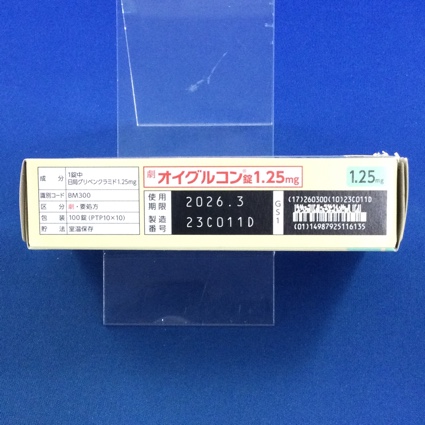 成分 1錠中
日局グリベンクラミド1.25mg
識別コード BM300
区分 劇・要処方
包装 100錠(PTP10×10)
貯法 室温保存
劇 オイグルコン®錠1.25mg
1.25mg
使用期限 2026.3
製造番号 23C011D
GS1
(17)260300(10)23C011D
(01)14987925116135